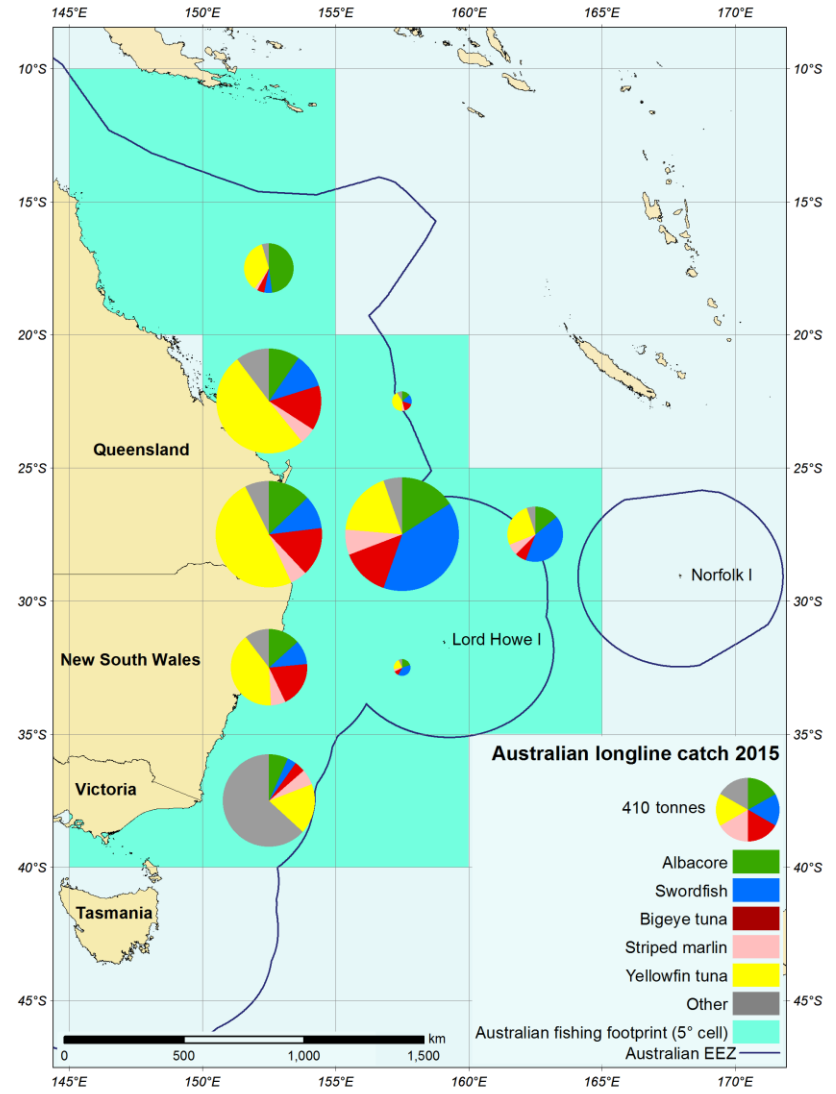 145°E 150°E 155°E 160°E 165°E 170°E
10°S 10°S
15°S 15°S
20°S 20°S
Queensland
25°S 25°S
Norfolk I
30°S 30°S
Lord Howe I
New South Wales
35°S 35°S
Australian longline catch 2015
Victoria
410 tonnes
Albacore
40°S 40°S
Swordfish
Tasmania
Bigeye tuna
Striped marlin
Yellowfin tuna
45°S 45°S
Other
Australian fishing footprint (5° cell)
km
Australian EEZ
0 500 1,000 1,500
145°E 150°E 155°E 160°E 165°E 170°E